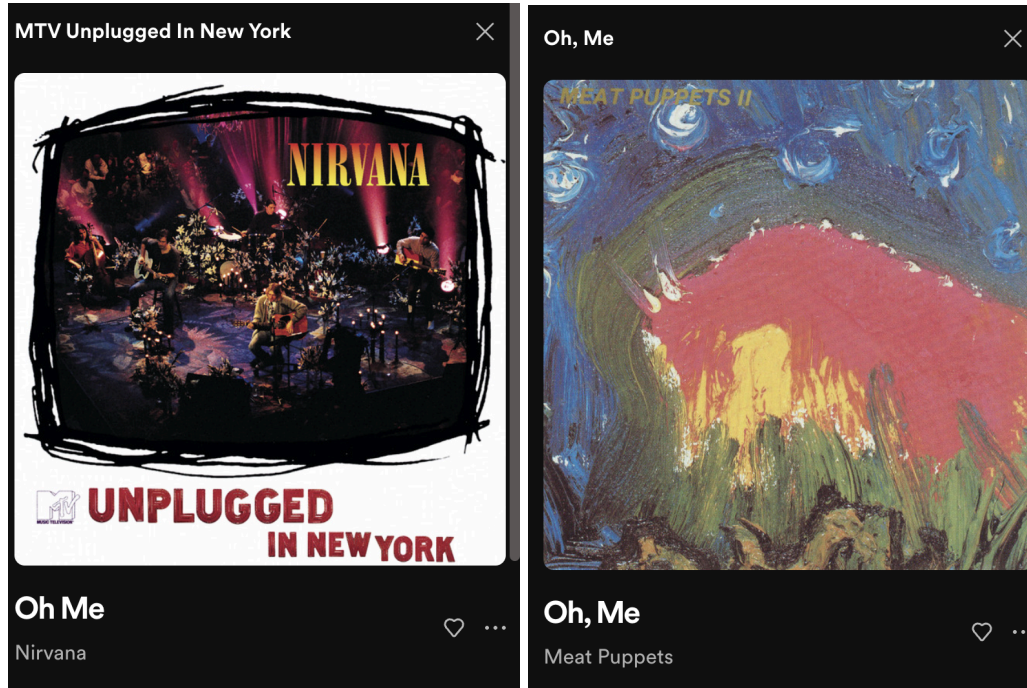 MTV Unplugged In New York
NIRVANA
MTV
MUSIC TELEVISION
UNPLUGGED
IN NEW YORK
Oh Me
Nirvana
Oh, Me
MEAT PUPPETS II
Oh, Me
Meat Puppets